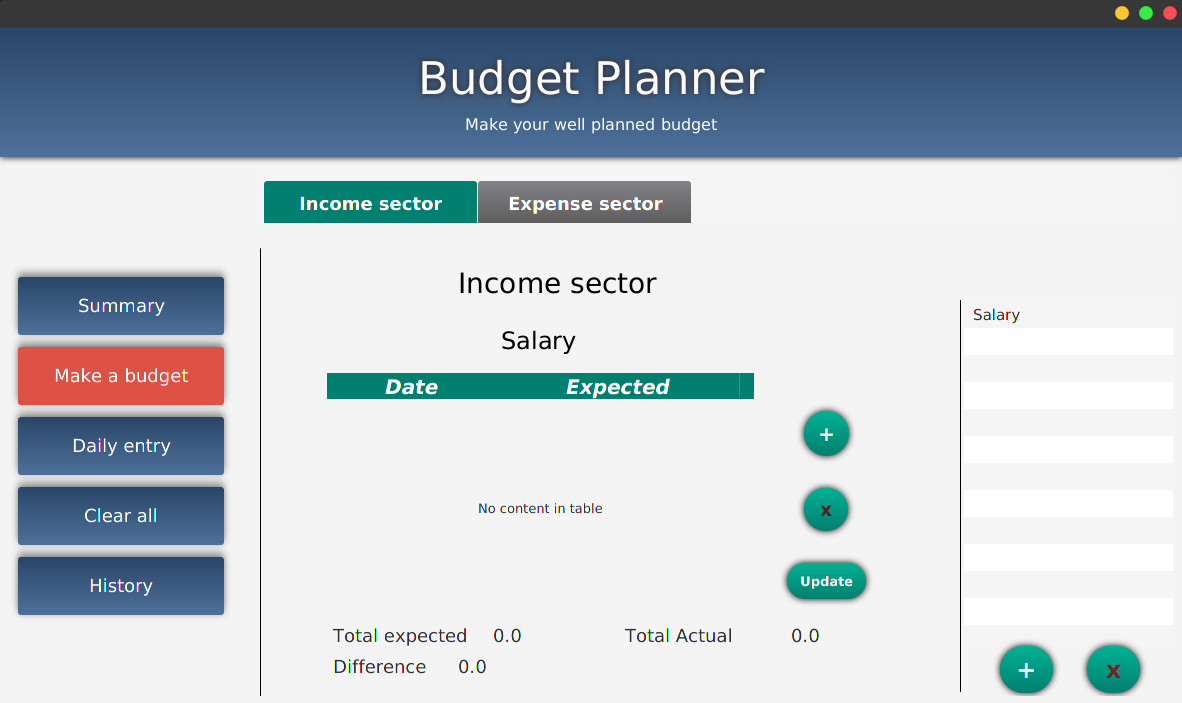 Budget Planner
Make your well planned budget
Income sector
Expense sector
Summary
Make a budget
Daily entry
Clear all
History
Income sector
Salary
Date Expected
No content in table
+
x
Update
Total expected 0.0 Total Actual 0.0
Difference 0.0
Salary
+ x